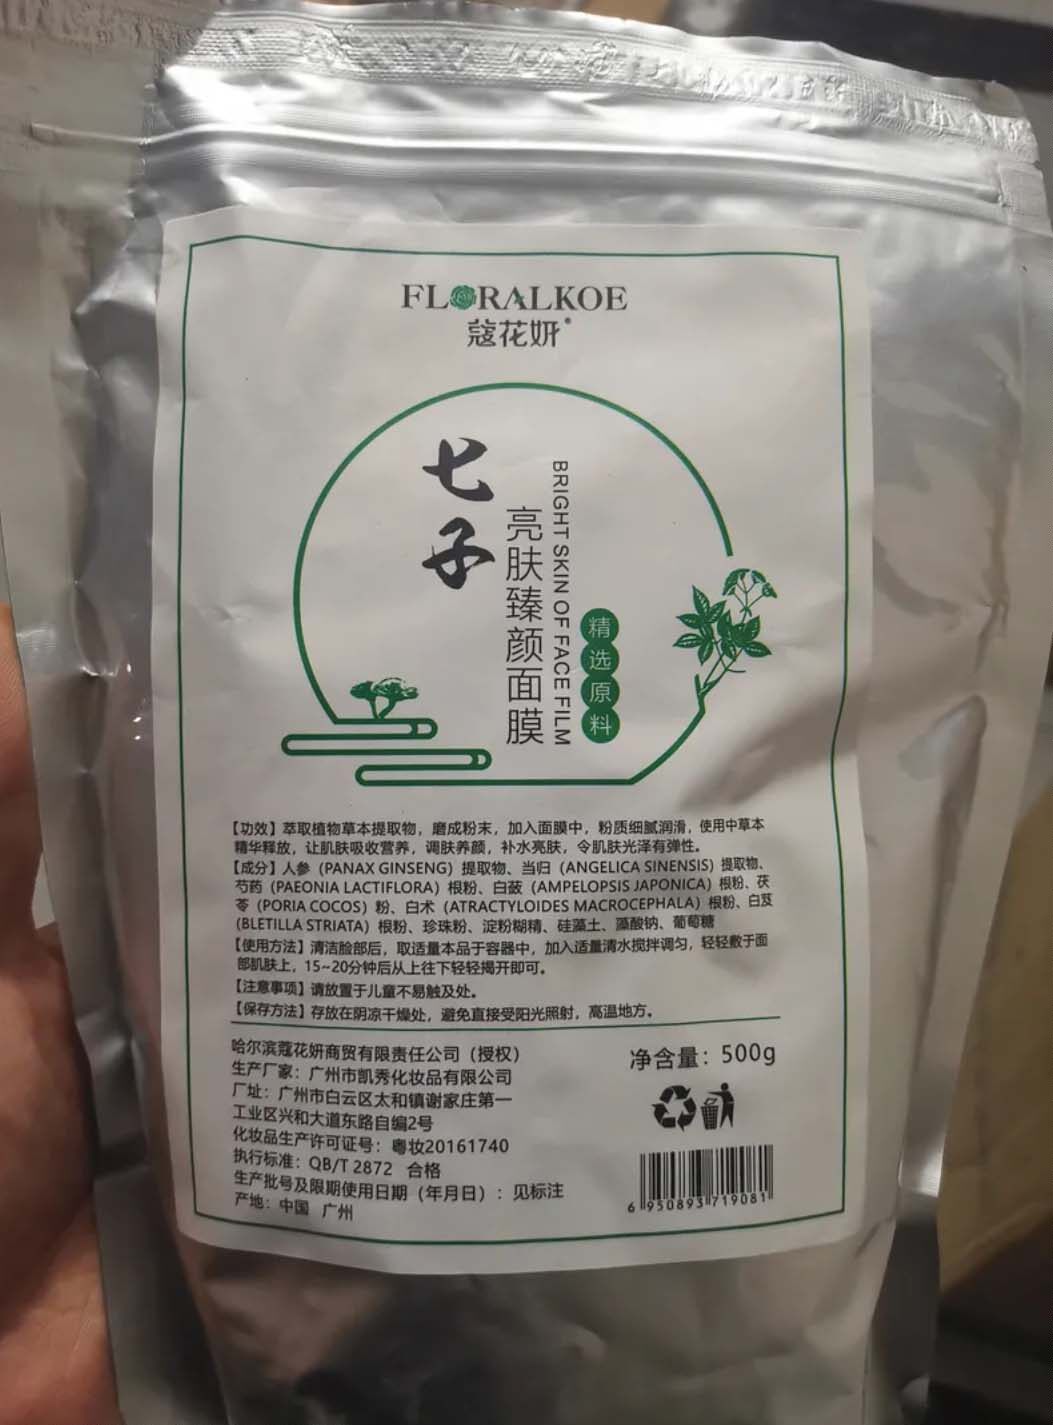 FLORALKOE
蔻花妍®
七子
亮肤臻颜面膜
BRIGHT SKIN OF FACE FILM
精选原料
【功效】萃取植物草本提取物，磨成粉末，加入面膜中，粉质细腻润滑，使用中草本
精华释放，让肌肤吸收营养，调肤养颜，补水亮肤，令肌肤光泽有弹性。
【成分】人参（PANAX GINSENG）提取物、当归（ANGELICA SINENSIS）提取物、
芍药（PAEONIA LACTIFLORA）根粉、白蔹（AMPELOPSIS JAPONICA）根粉、茯
苓（PORIA COCOS）粉、白术（ATRACTYLOIDES MACROCEPHALA）根粉、白芨
(BLETILLA STRIATA）根粉、珍珠粉、淀粉糊精、硅藻土、藻酸钠、葡萄糖
【使用方法】清洁脸部后，取适量本品于容器中，加入适量清水搅拌调匀，轻轻敷于面
部肌肤上，15~20分钟后从上往下轻轻揭开即可。
【注意事项】请放置于儿童不易触及处。
【保存方法】存放在阴凉干燥处，避免直接受阳光照射，高温地方。
哈尔滨蔻花妍商贸有限责任公司（授权）
生产厂家：广州市凯秀化妆品有限公司
厂址：广州市白云区太和镇谢家庄第一
工业区兴和大道东路自编2号
化妆品生产许可证号：粤妆20161740
执行标准：QB/T 2872 合格
生产批号及限期使用日期（年月日）：见标注
产地：中国 广州
净含量：500g
6 950893 719081